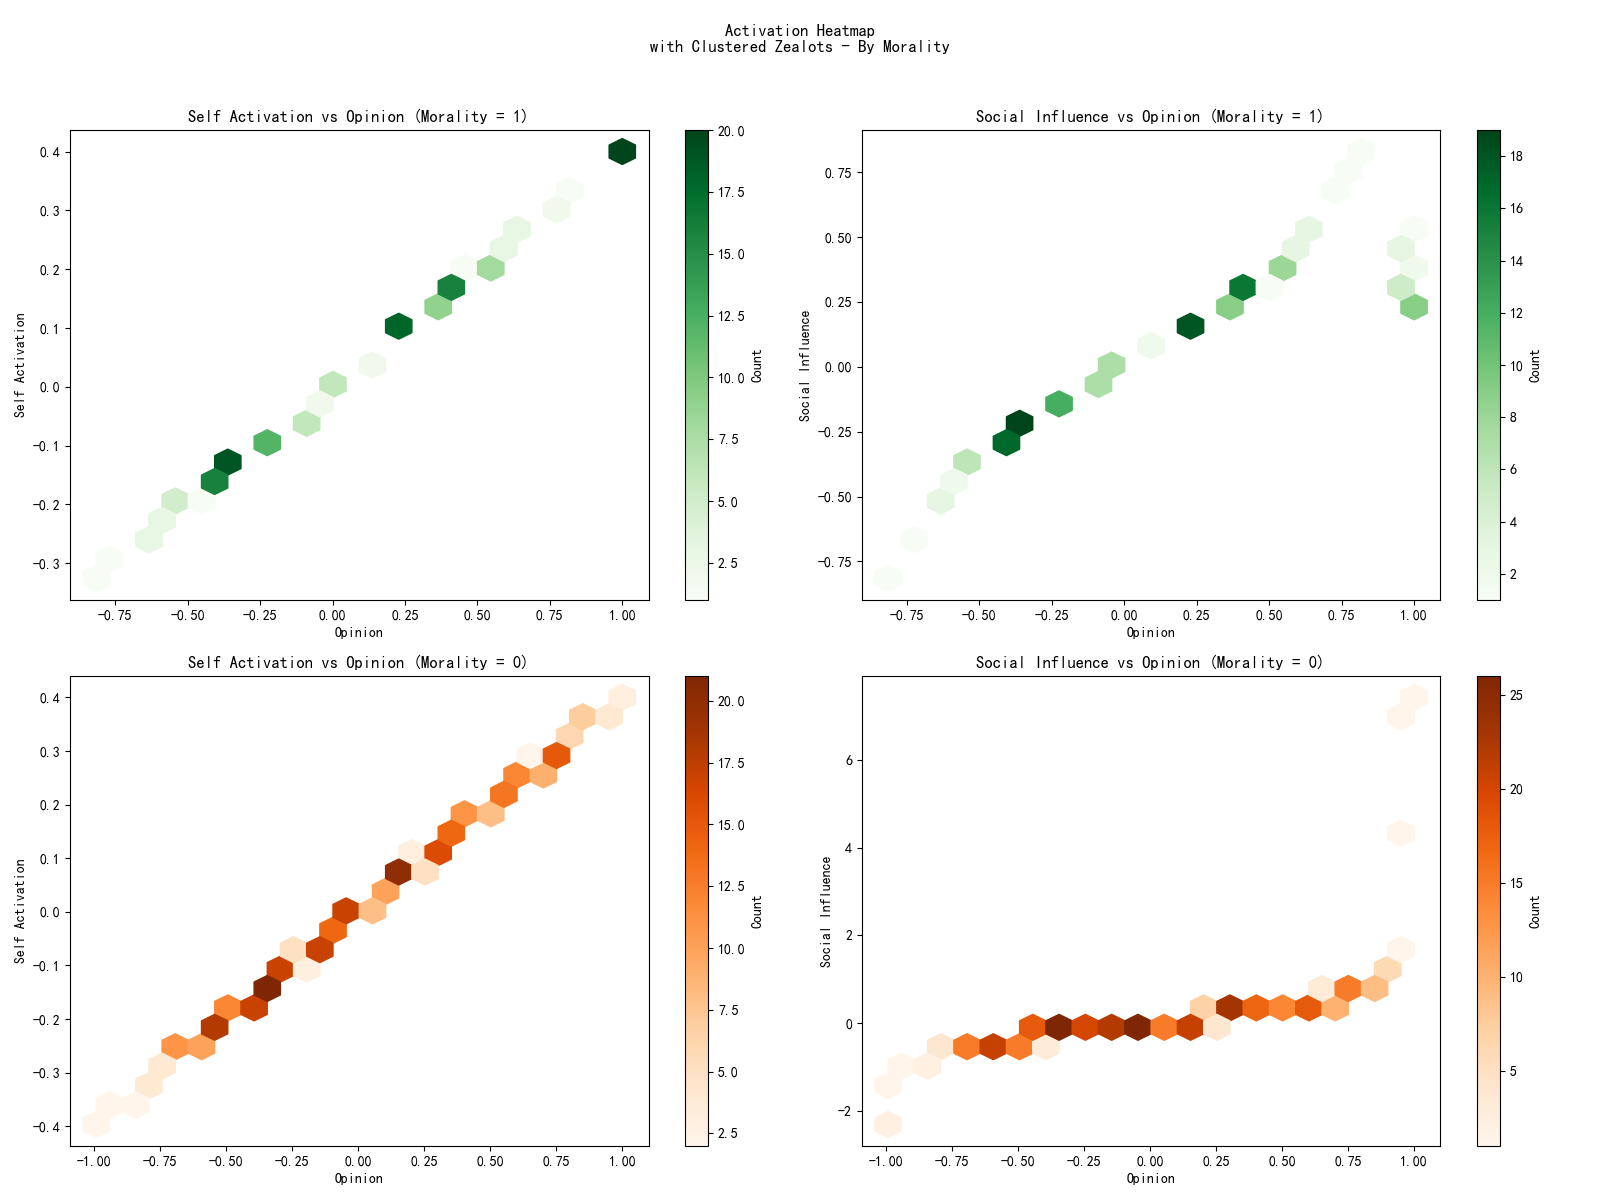 Activation Heatmap
with Clustered Zealots - By Morality
Self Activation vs Opinion (Morality = 1)
0.4
0.3
0.2
0.1
0.0
-0.1
-0.2
-0.3
Self Activation
-0.75 -0.50 -0.25 0.00 0.25 0.50 0.75 1.00
Opinion
20.0
17.5
15.0
12.5
10.0
7.5
5.0
2.5
Count
Social Influence vs Opinion (Morality = 1)
0.75
0.50
0.25
0.00
-0.25
-0.50
-0.75
Social Influence
-0.75 -0.50 -0.25 0.00 0.25 0.50 0.75 1.00
Opinion
18
16
14
12
10
8
6
4
2
Count
Self Activation vs Opinion (Morality = 0)
0.4
0.3
0.2
0.1
0.0
-0.1
-0.2
-0.3
-0.4
Self Activation
-1.00 -0.75 -0.50 -0.25 0.00 0.25 0.50 0.75 1.00
Opinion
20.0
17.5
15.0
12.5
10.0
7.5
5.0
2.5
Count
Social Influence vs Opinion (Morality = 0)
6
4
2
0
-2
Social Influence
-1.00 -0.75 -0.50 -0.25 0.00 0.25 0.50 0.75 1.00
Opinion
25
20
15
10
5
Count